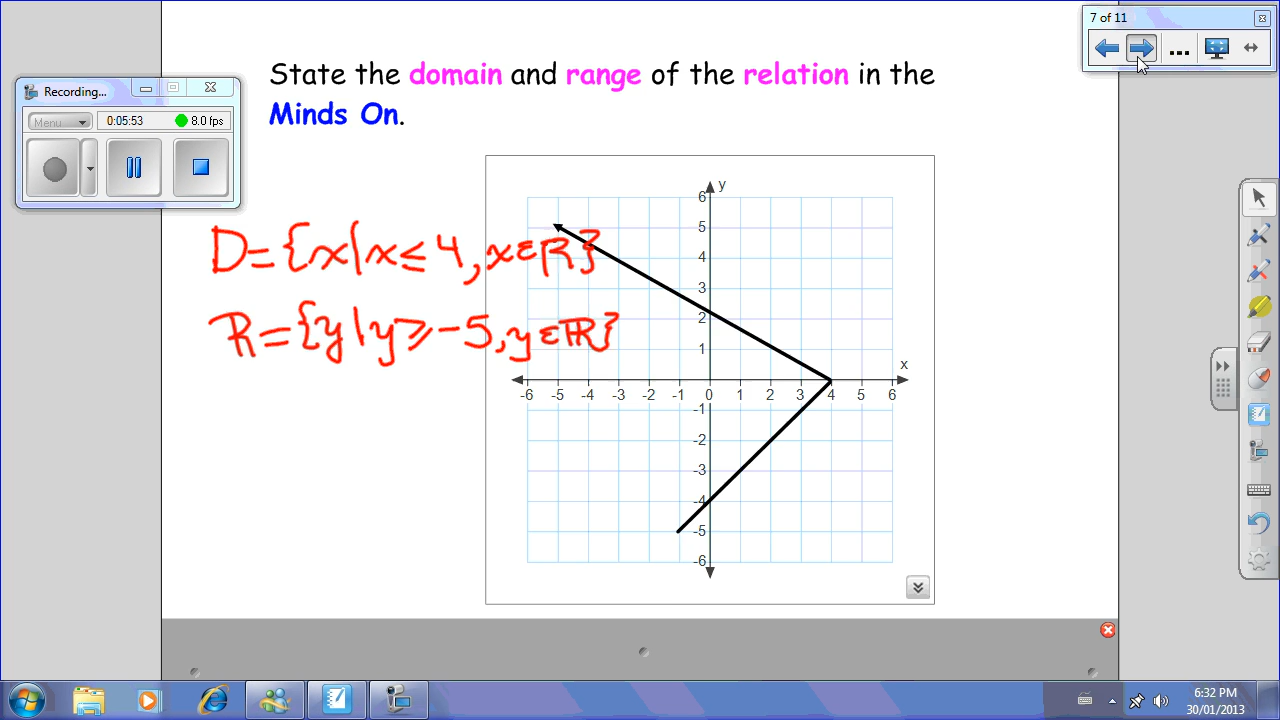 7 of 11
State the domain and range of the relation in the
Minds On.
Recording...
Menu
0:05:53
8.0 fps
D={x|x≤4,x∈ℝ}
R={y|y≥-5,y∈ℝ}
y
6
5
4
3
2
1
x
-6 -5 -4 -3 -2 -1 0 1 2 3 4 5 6
-1
-2
-3
-4
-5
-6
6:32 PM
30/01/2013